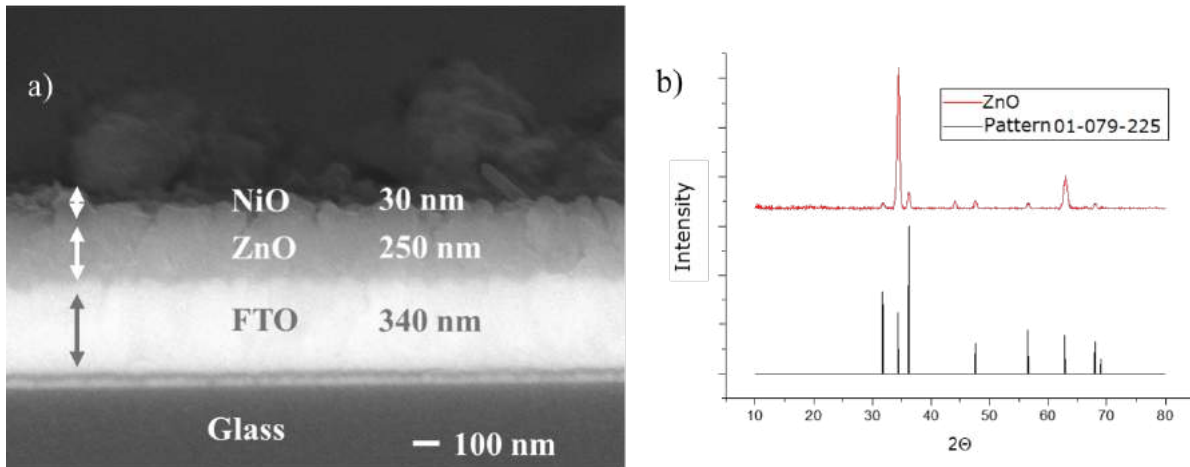 a)
NiO 30 nm
ZnO 250 nm
FTO 340 nm
Glass
100 nm
b)
ZnO
Pattern 01-079-225
Intensity
10 20 30 40 50 60 70 80
2Θ